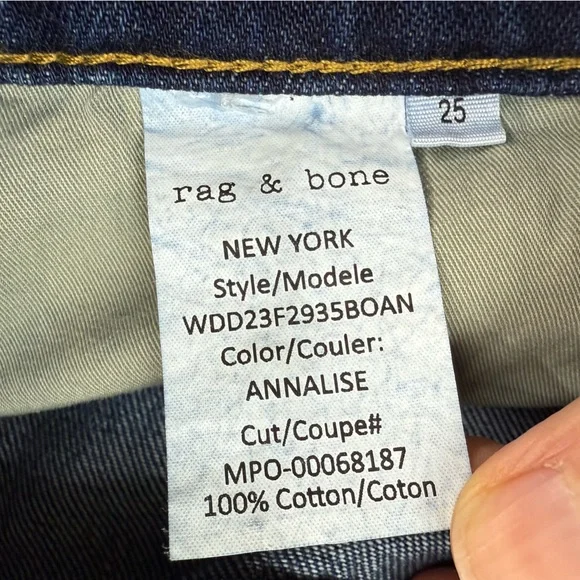 25
rag & bone
NEW YORK
Style/Modele
WDD23F2935BOAN
Color/Couler:
ANNALISE
Cut/Coupe#
MPO-00068187
100% Cotton/Coton